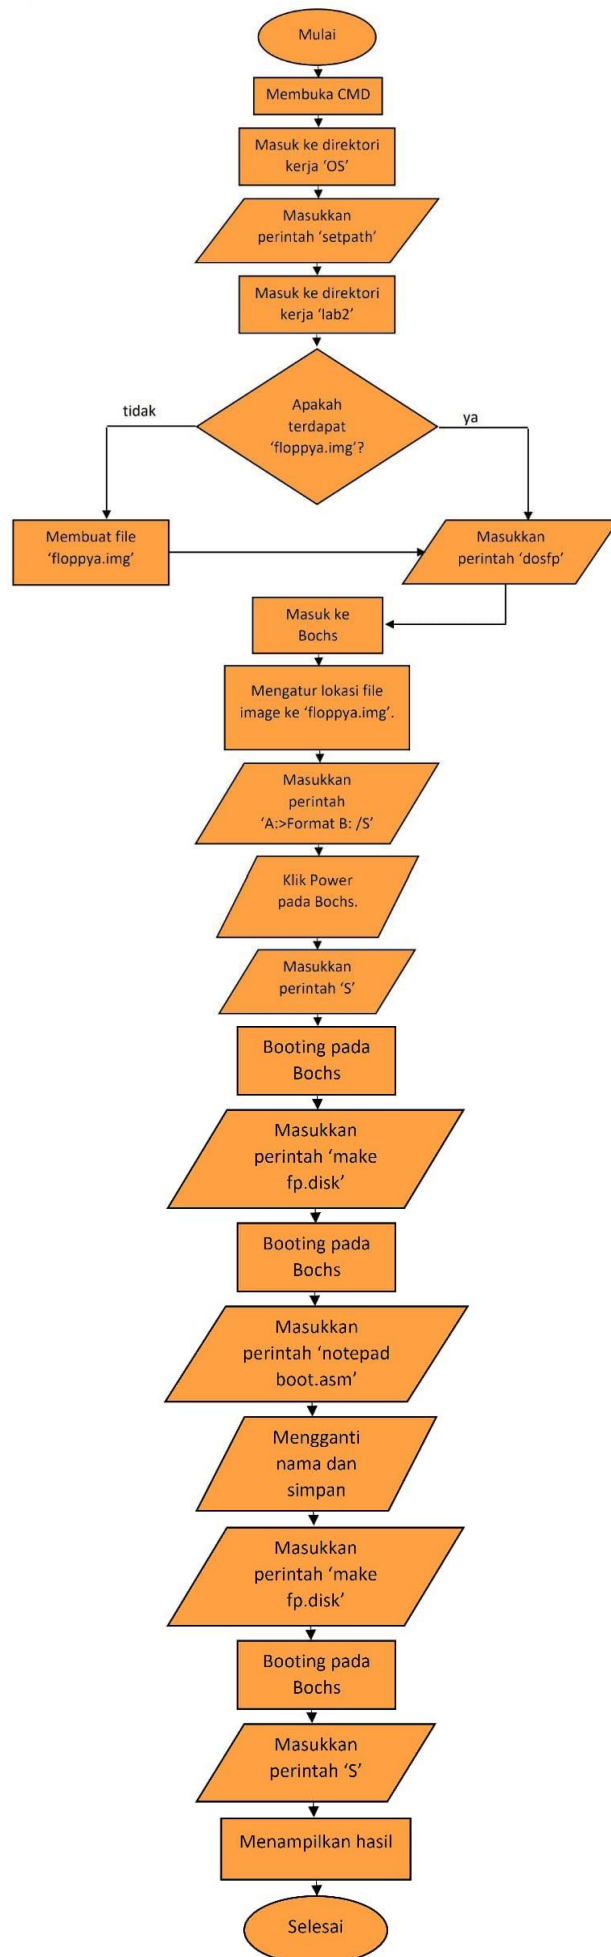 Mulai
Membuka CMD
Masuk ke direktori
kerja ‘OS’
Masukkan
perintah ‘setpath’
Masuk ke direktori
kerja ‘lab2’
tidak
Apakah
terdapat
‘floppya.img’?
ya
Membuat file
‘floppya.img’
Masukkan
perintah ‘dosfp’
Masuk ke
Bochs
Mengatur lokasi file
image ke ‘floppya.img’.
Masukkan
perintah
‘A:>Format B: /S’
Klik Power
pada Bochs.
Masukkan
perintah ‘S’
Booting pada
Bochs
Masukkan
perintah ‘make
fp.disk’
Booting pada
Bochs
Masukkan
perintah ‘notepad
boot.asm’
Mengganti
nama dan
simpan
Masukkan
perintah ‘make
fp.disk’
Booting pada
Bochs
Masukkan
perintah ‘S’
Menampilkan hasil
Selesai